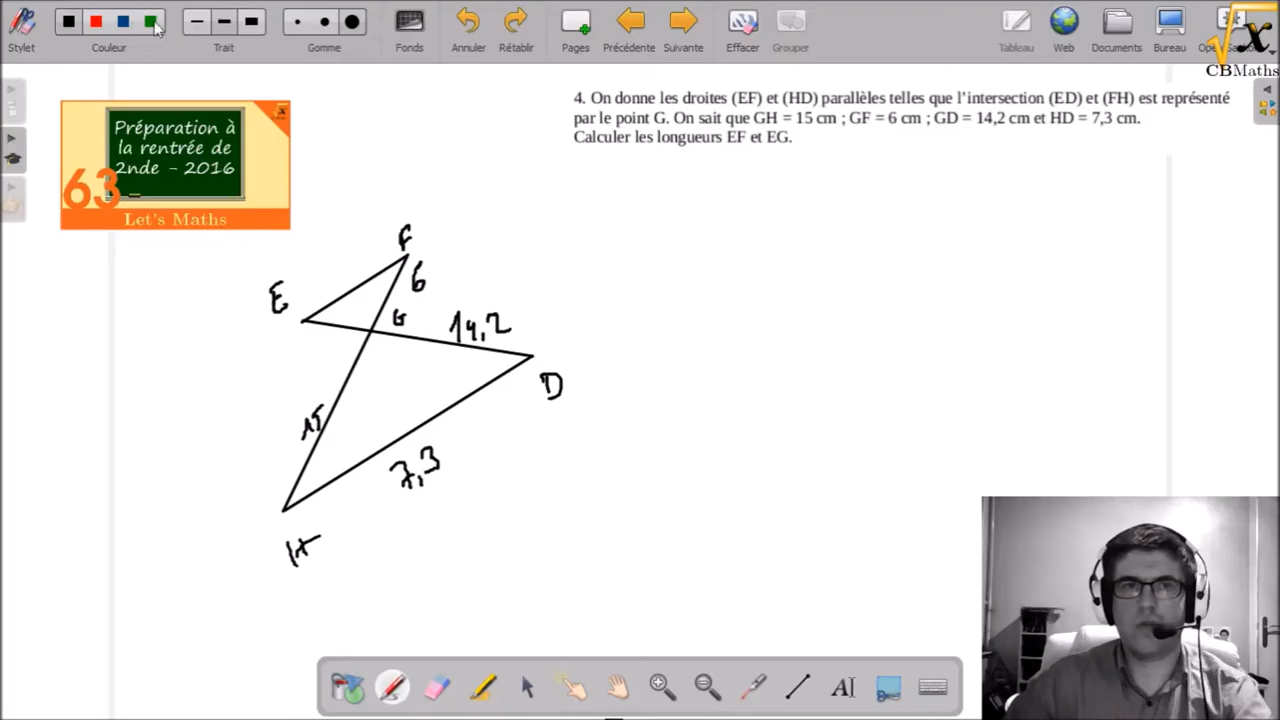 Stylet
Couleur
Trait
Gomme
Fonds
Annuler
Rétablir
Pages
Précédente
Suivante
Effacer
Grouper
Tableau
Web
Documents
Bureau
x
CBMaths
Préparation à
la rentrée de
2nde - 2016
63 -
Let's Maths
4. On donne les droites (EF) et (HD) parallèles telles que l'intersection (ED) et (FH) est représenté
par le point G. On sait que GH = 15 cm ; GF = 6 cm ; GD = 14,2 cm et HD = 7,3 cm.
Calculer les longueurs EF et EG.
F
6
E
G
14,2
D
15
7,3
H
AI